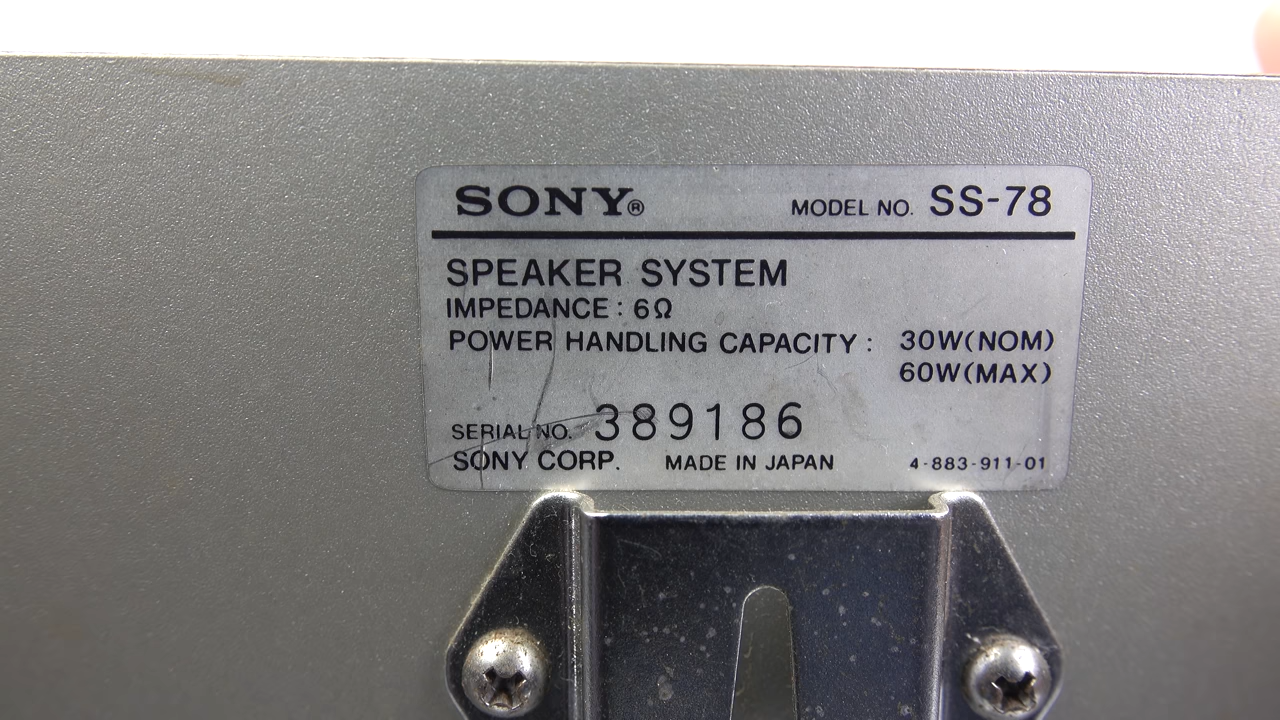 SONY® MODEL NO. SS-78
SPEAKER SYSTEM
IMPEDANCE : 6Ω
POWER HANDLING CAPACITY : 30W(NOM)
60W(MAX)
SERIAL NO. 389186
SONY CORP. MADE IN JAPAN 4-883-911-01